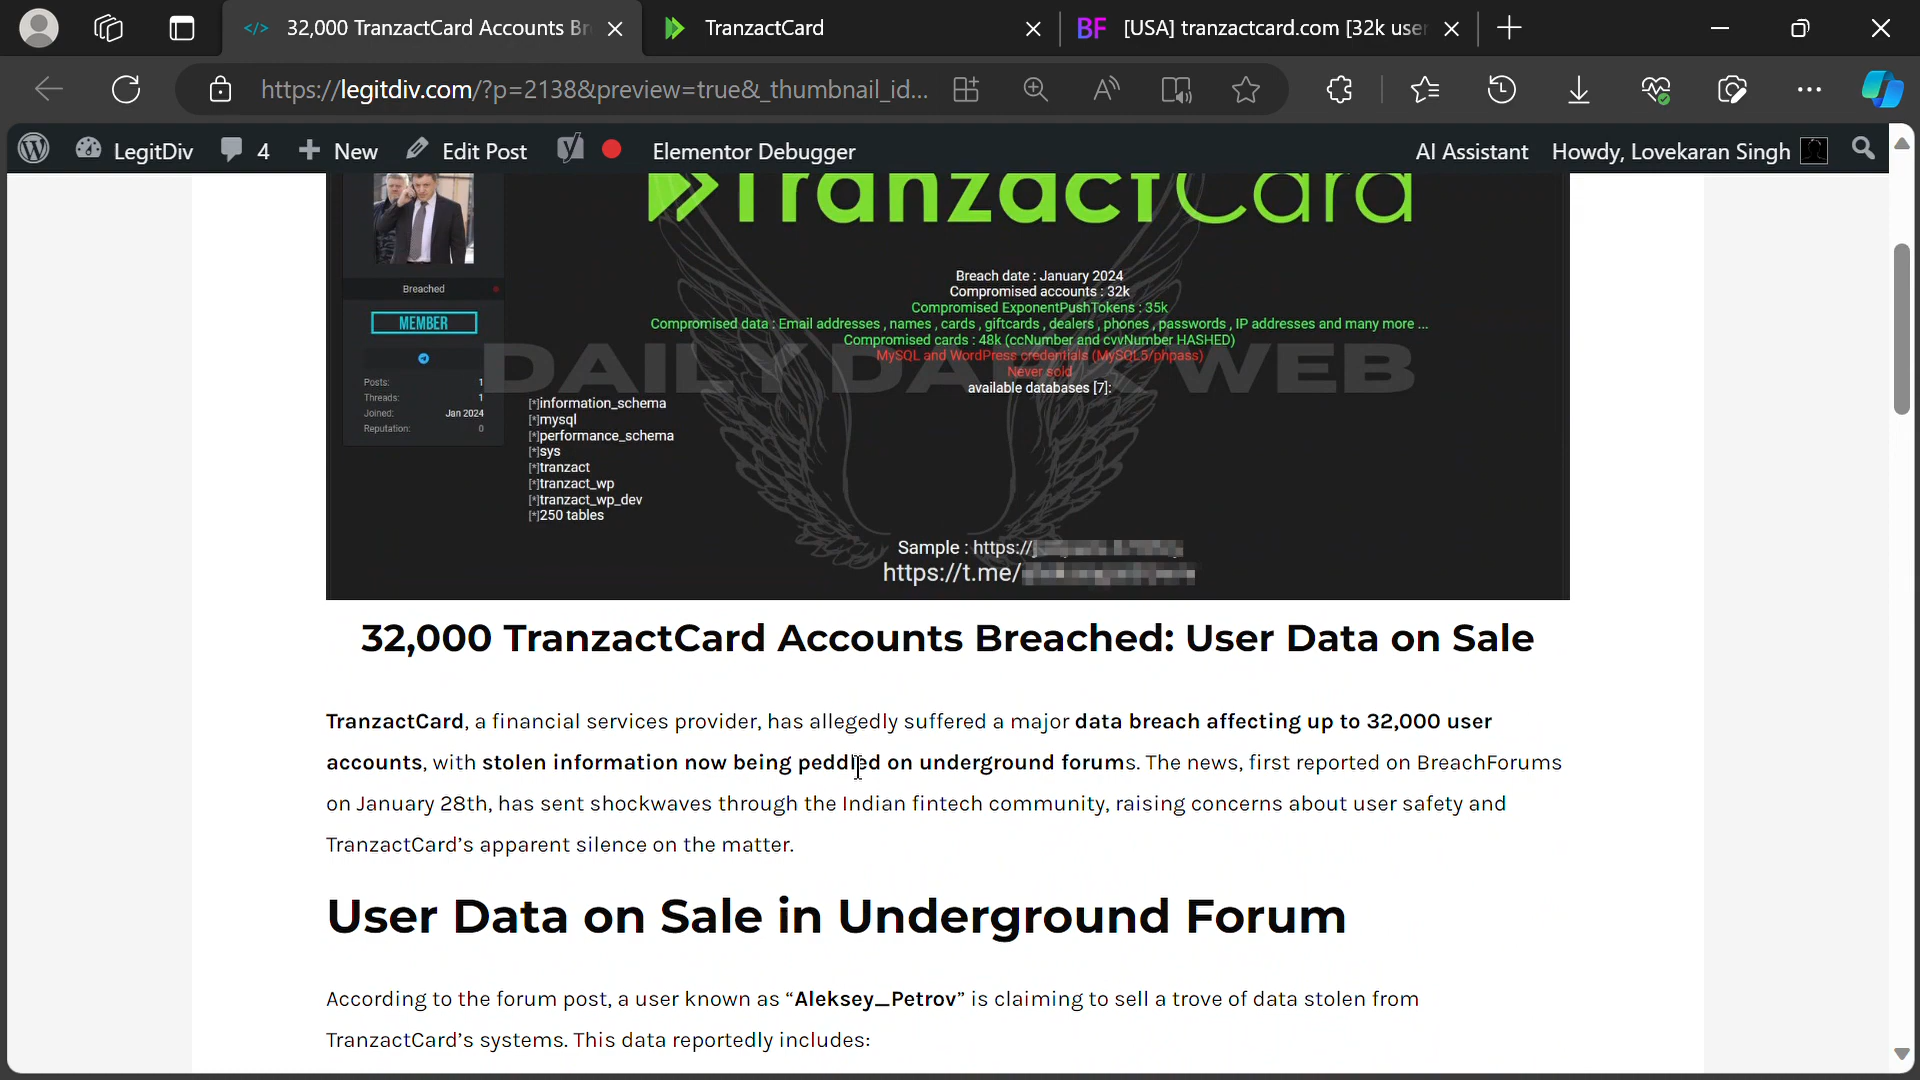 32,000 TranzactCard Accounts Br
TranzactCard
BF [USA] tranzactcard.com [32k user
https://legitdiv.com/?p=2138&preview=true&_thumbnail_id...
LegitDiv 4 New Edit Post Elementor Debugger AI Assistant Howdy, Lovekaran Singh
TranzactCard
Breached
MEMBER
Posts: 1
Threads: 1
Joined: Jan 2024
Reputation: 0
Breach date : January 2024
Compromised accounts : 32k
Compromised ExponentPushTokens : 35k
Compromised data : Email addresses , names , cards , giftcards , dealers , phones , passwords , IP addresses and many more ...
Compromised cards : 48k (ccNumber and cvvNumber HASHED)
MySQL and WordPress credentials (MySQL5/phpass)
Never sold
available databases [7]:
DAILY DARK WEB
[*]information_schema
[*]mysql
[*]performance_schema
[*]sys
[*]tranzact
[*]tranzact_wp
[*]tranzact_wp_dev
[*]250 tables
Sample : https://
https://t.me/
32,000 TranzactCard Accounts Breached: User Data on Sale
TranzactCard, a financial services provider, has allegedly suffered a major data breach affecting up to 32,000 user
accounts, with stolen information now being peddled on underground forums. The news, first reported on BreachForums
on January 28th, has sent shockwaves through the Indian fintech community, raising concerns about user safety and
TranzactCard’s apparent silence on the matter.
User Data on Sale in Underground Forum
According to the forum post, a user known as “Aleksey_Petrov” is claiming to sell a trove of data stolen from
TranzactCard’s systems. This data reportedly includes: